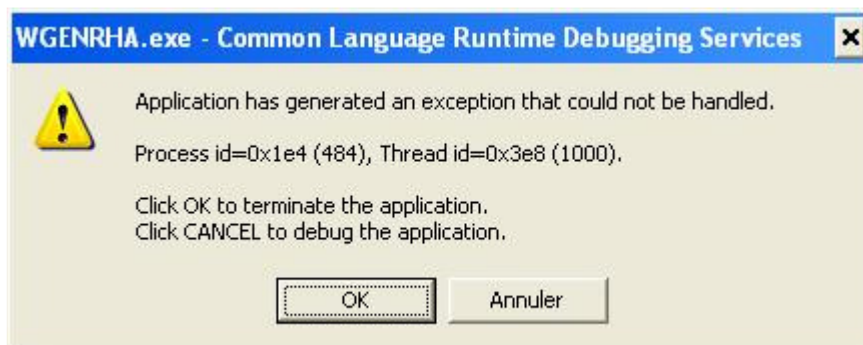 WGENRHA.exe - Common Language Runtime Debugging Services
Application has generated an exception that could not be handled.
Process id=0x1e4 (484), Thread id=0x3e8 (1000).
Click OK to terminate the application.
Click CANCEL to debug the application.
OK Annuler